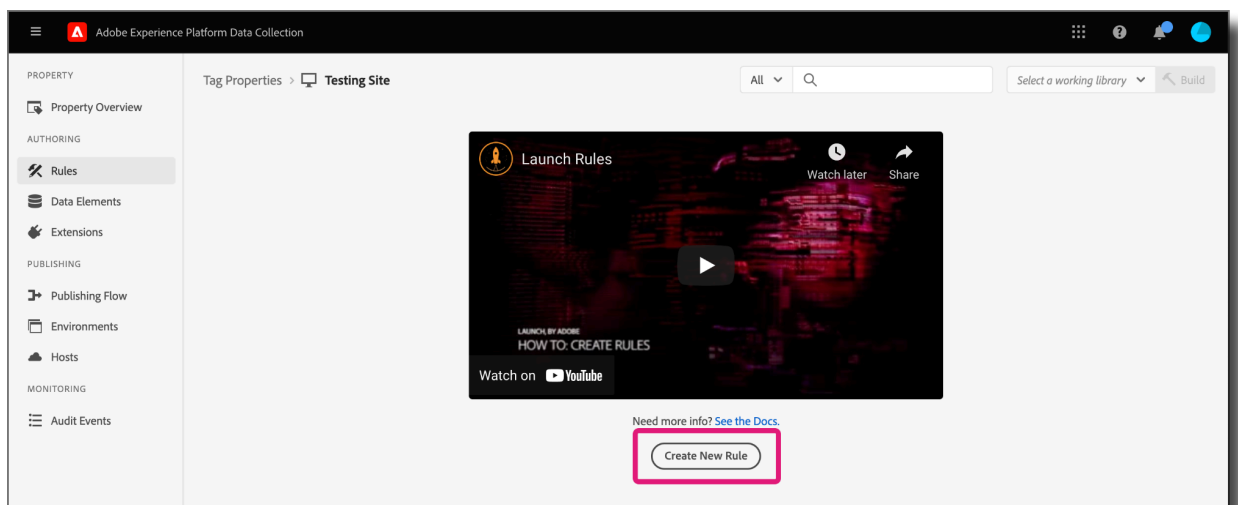 Adobe Experience Platform Data Collection
PROPERTY
Property Overview
AUTHORING
Rules
Data Elements
Extensions
PUBLISHING
Publishing Flow
Environments
Hosts
MONITORING
Audit Events
Tag Properties > Testing Site
All
Select a working library
Build
Launch Rules
Watch later
Share
LAUNCH, BY ADOBE
HOW TO: CREATE RULES
Watch on YouTube
Need more info? See the Docs.
Create New Rule